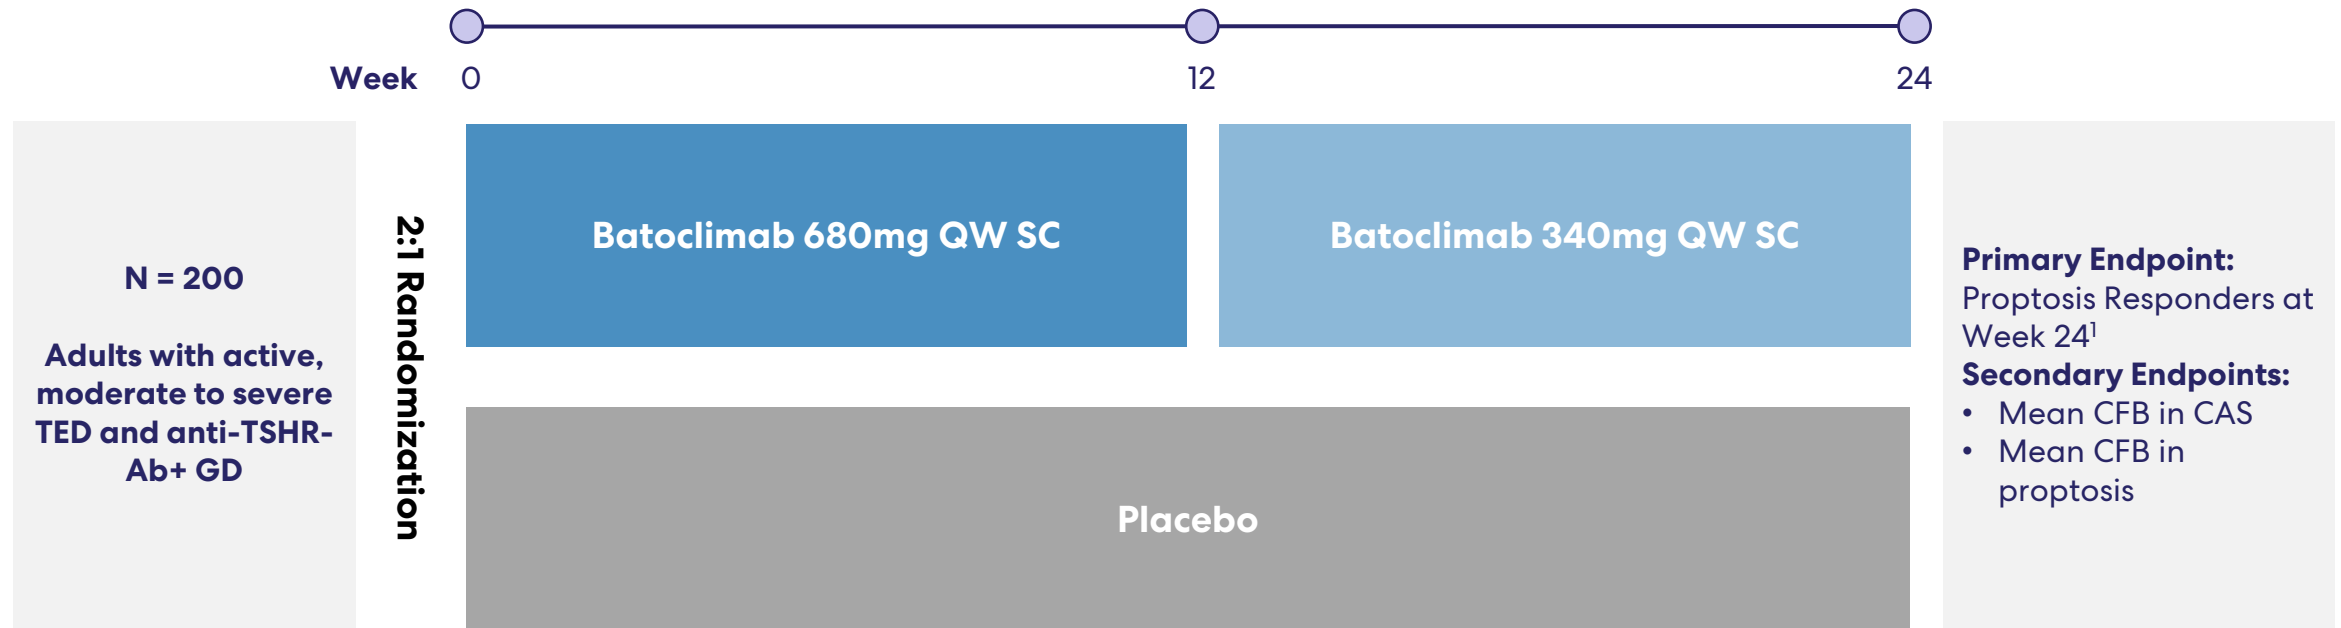 Week 0 12 24
N = 200
Adults with active,
moderate to severe
TED and anti-TSHR-
Ab+ GD
2:1 Randomization
Batoclimab 680mg QW SC
Batoclimab 340mg QW SC
Placebo
Primary Endpoint:
Proptosis Responders at
Week 24¹
Secondary Endpoints:
• Mean CFB in CAS
• Mean CFB in
proptosis